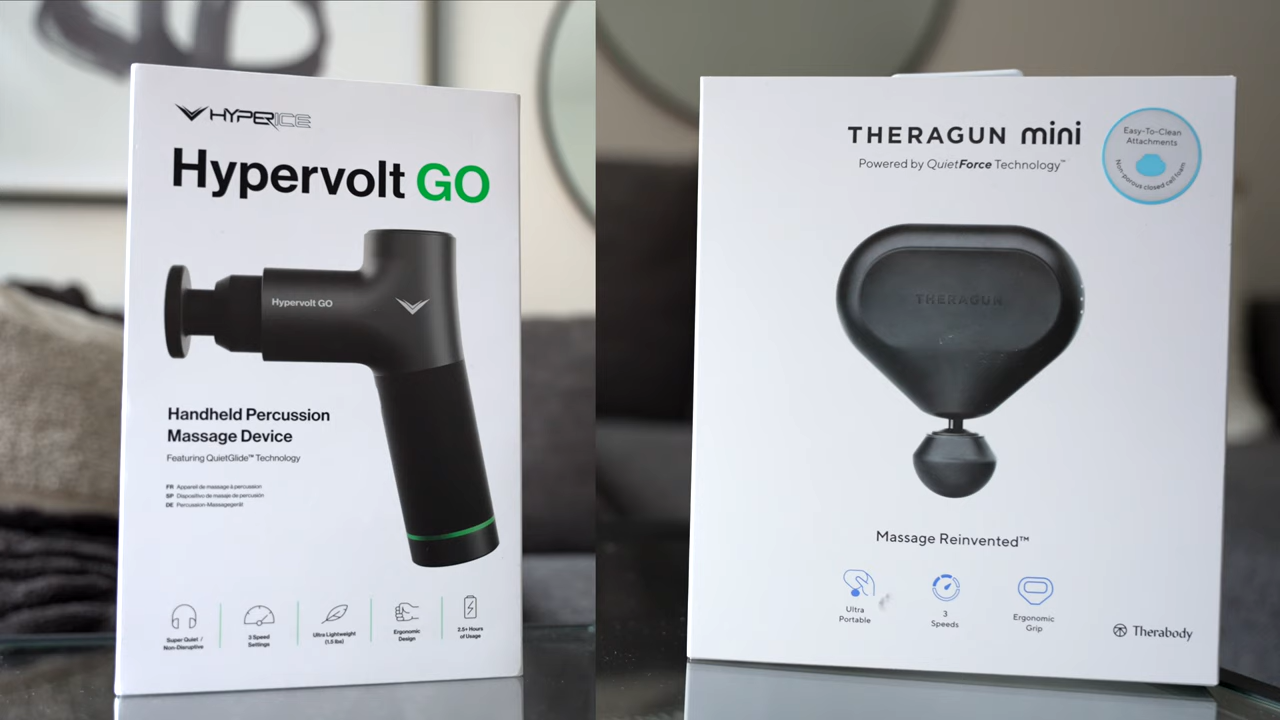 HYPERICE
Hypervolt GO
Hypervolt GO
Handheld Percussion
Massage Device
Featuring QuietGlide™ Technology
FR Appareil de massage à percussion
SP Dispositivo de masaje de percusión
DE Percussion-Massagegerät
Super Quiet /
Non-Disruptive
3 Speed
Settings
Ultra Lightweight
(1.5 lbs)
Ergonomic
Design
2.5+ Hours
of Usage
THERAGUN mini
Powered by QuietForce Technology™
Easy-To-Clean
Attachments
Non-porous closed cell foam
THERAGUN
Massage Reinvented™
Ultra
Portable
3
Speeds
Ergonomic
Grip
Therabody